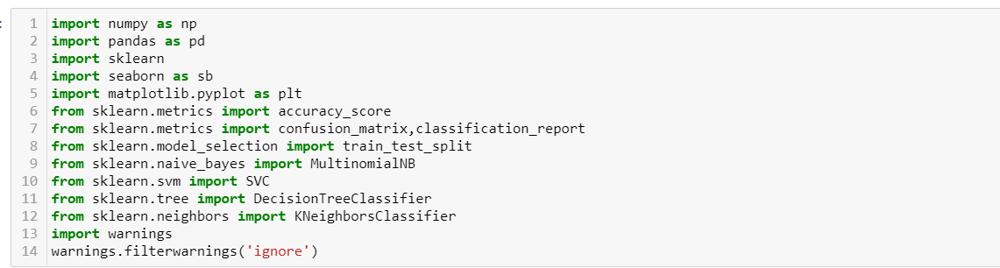 1 import numpy as np
2 import pandas as pd
3 import sklearn
4 import seaborn as sb
5 import matplotlib.pyplot as plt
6 from sklearn.metrics import accuracy_score
7 from sklearn.metrics import confusion_matrix,classification_report
8 from sklearn.model_selection import train_test_split
9 from sklearn.naive_bayes import MultinomialNB
10 from sklearn.svm import SVC
11 from sklearn.tree import DecisionTreeClassifier
12 from sklearn.neighbors import KNeighborsClassifier
13 import warnings
14 warnings.filterwarnings('ignore')